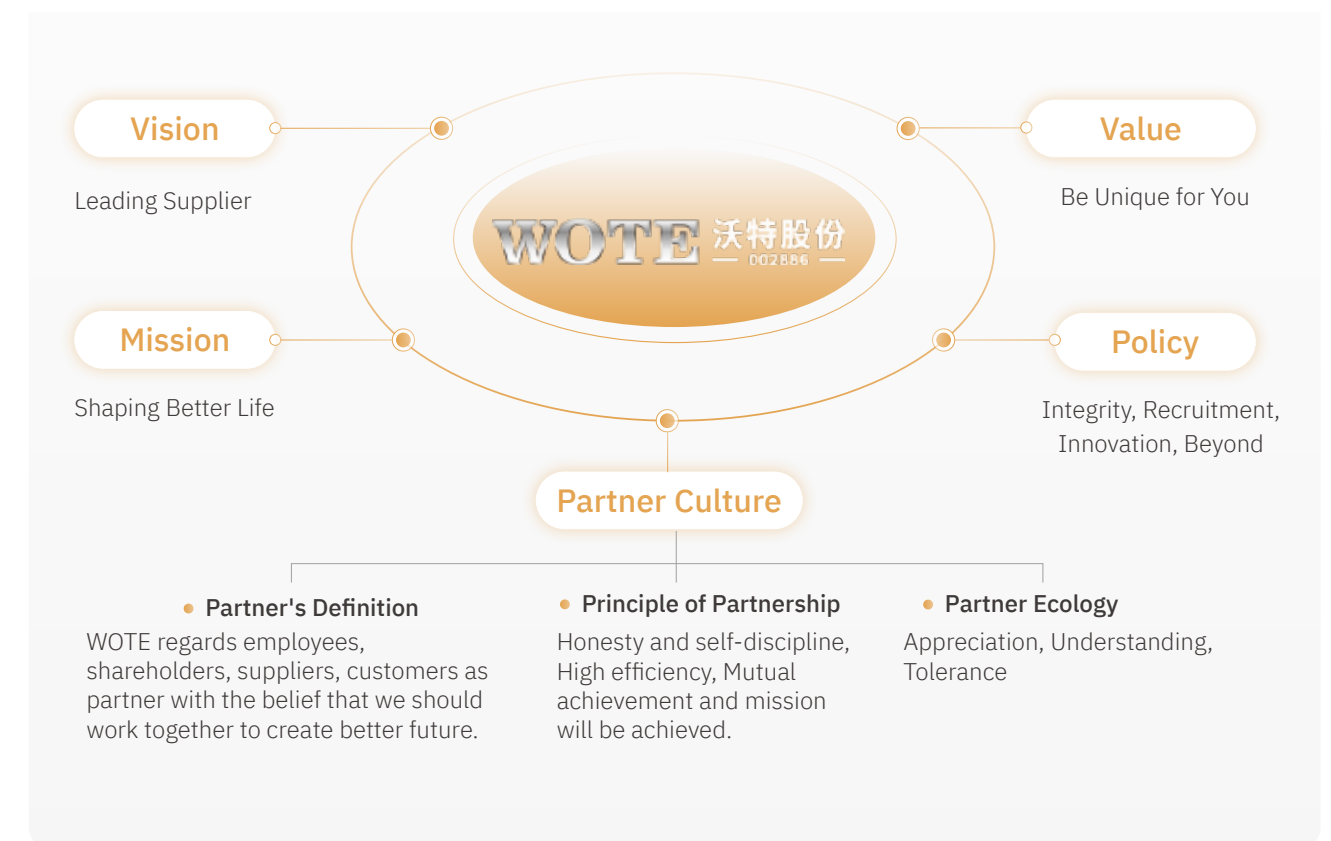 Vision
Value
Leading Supplier
Be Unique for You
WOTE 沃特股份
002886
Mission
Policy
Shaping Better Life
Integrity, Recruitment,
Innovation, Beyond
Partner Culture
Partner's Definition
WOTE regards employees,
shareholders, suppliers, customers as
partner with the belief that we should
work together to create better future.
Principle of Partnership
Honesty and self-discipline,
High efficiency, Mutual
achievement and mission
will be achieved.
Partner Ecology
Appreciation, Understanding,
Tolerance